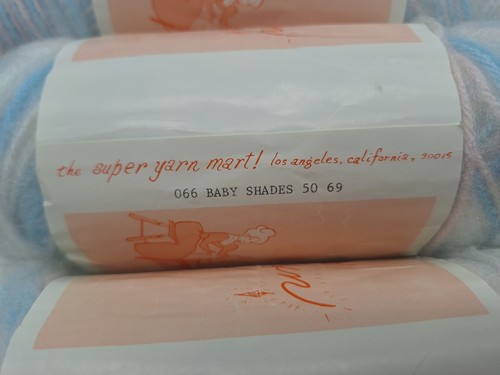 the super yarn mart! los angeles, california, 90015
066 BABY SHADES 50 69